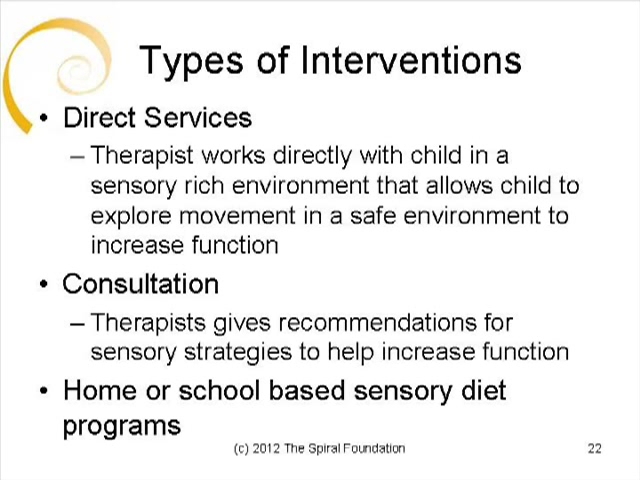 Types of Interventions
• Direct Services
– Therapist works directly with child in a
sensory rich environment that allows child to
explore movement in a safe environment to
increase function
• Consultation
– Therapists gives recommendations for
sensory strategies to help increase function
• Home or school based sensory diet
programs
(c) 2012 The Spiral Foundation 22